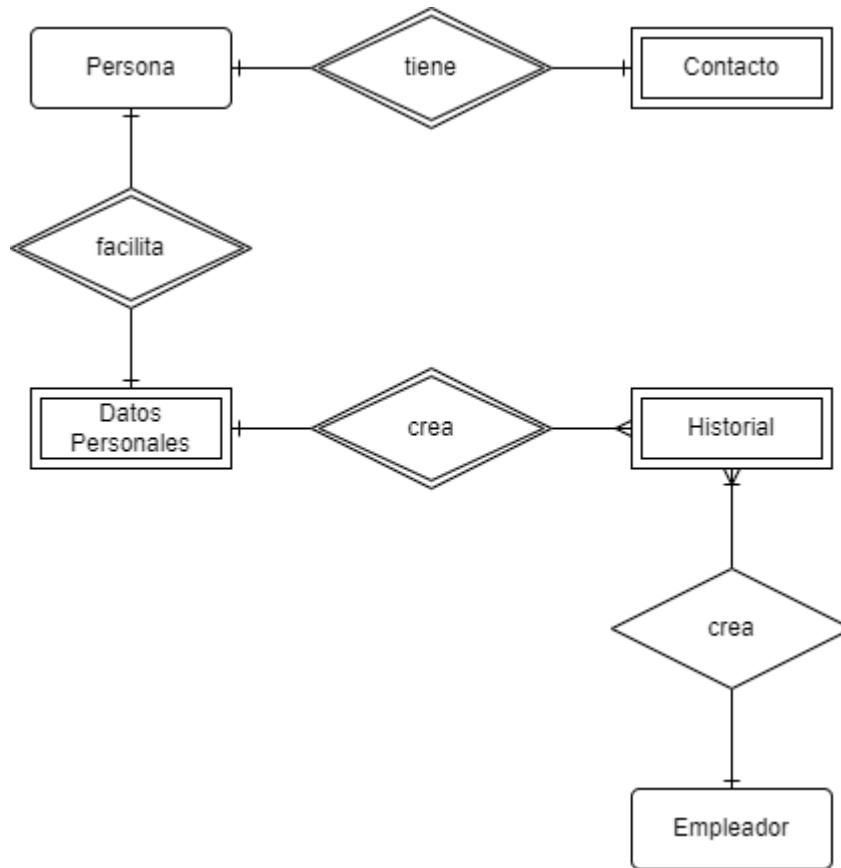 Persona
tiene
Contacto
facilita
Datos
Personales
crea
Historial
crea
Empleador